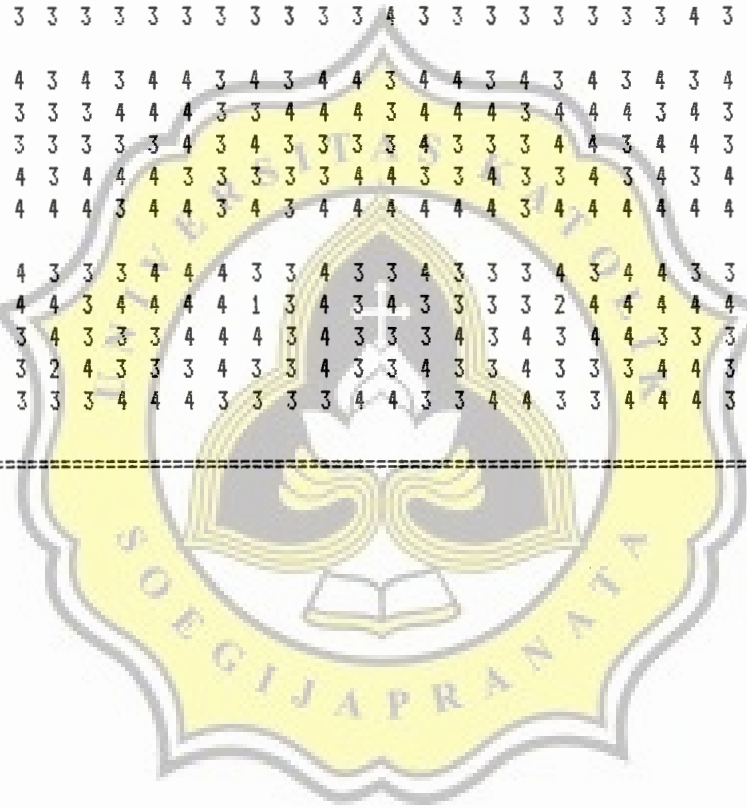 3 3 3 3 3 3 3 3 3 3 3 4 3 3 3 3 3 3 3 3 4 3
4 3 4 3 4 4 3 4 3 4 4 3 4 4 3 4 3 4 3 4 3 4
3 3 3 4 4 4 3 3 4 4 4 3 4 4 4 3 4 4 4 3 4 3
3 3 3 3 3 4 3 4 3 3 3 3 4 3 3 3 4 4 3 4 4 3
4 3 4 4 4 3 3 3 3 3 4 4 3 3 4 3 3 4 3 4 3 4
4 4 4 3 4 4 3 4 3 4 4 4 4 4 4 3 4 4 4 4 4 4
4 3 3 3 4 4 4 3 3 4 3 3 4 3 3 3 4 3 4 4 3 3
4 4 3 4 4 4 4 1 3 4 3 4 3 3 3 3 2 4 4 4 4 4
3 4 3 3 3 4 4 4 3 4 3 3 3 4 3 4 3 4 4 3 3 3
3 2 4 3 3 3 4 3 3 4 3 3 4 3 3 4 3 3 3 4 4 3
3 3 3 4 4 4 3 3 3 3 4 4 3 3 4 4 3 3 4 4 4 3
UNIVERSITAS KATOLIK
SOEGIJAPRANATA